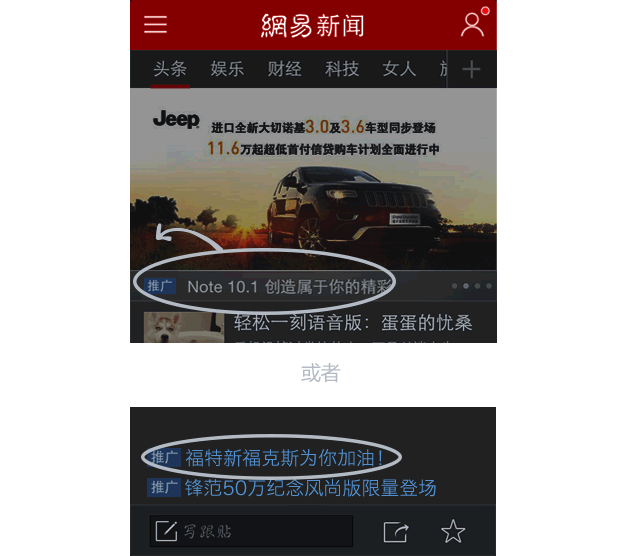 網易新闻
头条 娱乐 财经 科技 女人
Jeep
进口全新大切诺基3.0及3.6车型同步登场
11.6万起超低首付信贷购车计划全面进行中
推广 Note 10.1 创造属于你的精彩
轻松一刻语音版：蛋蛋的忧桑
或者
推广 福特新福克斯为你加油！
推广 锋范50万纪念风尚版限量登场
写跟贴